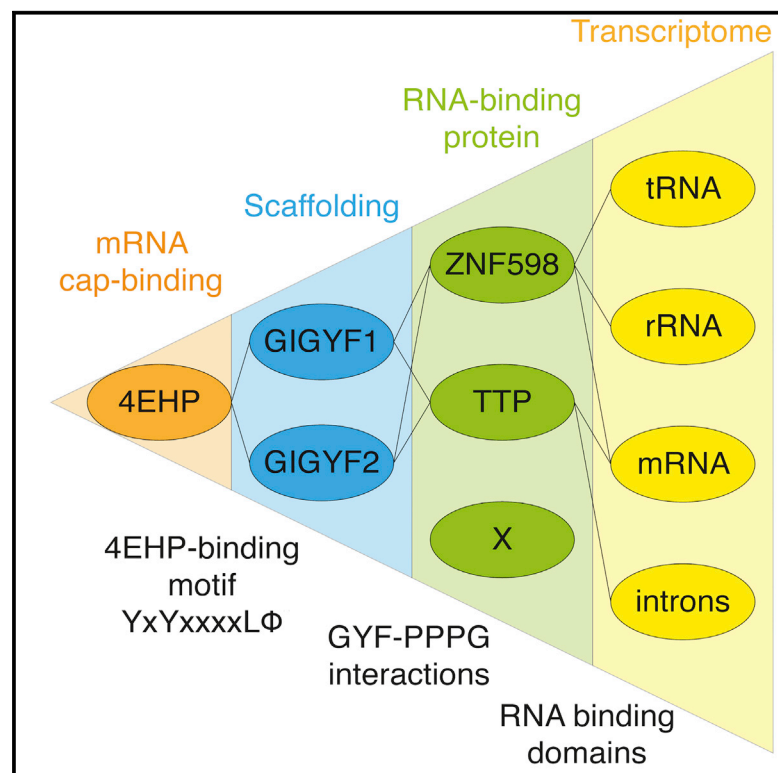 Transcriptome
RNA-binding
protein
Scaffolding
mRNA
cap-binding
tRNA
ZNF598
rRNA
GIGYF1
4EHP
TTP
GIGYF2
mRNA
X
introns
4EHP-binding
motif
YxYxxxxLΦ
GYF-PPPG
interactions
RNA binding
domains